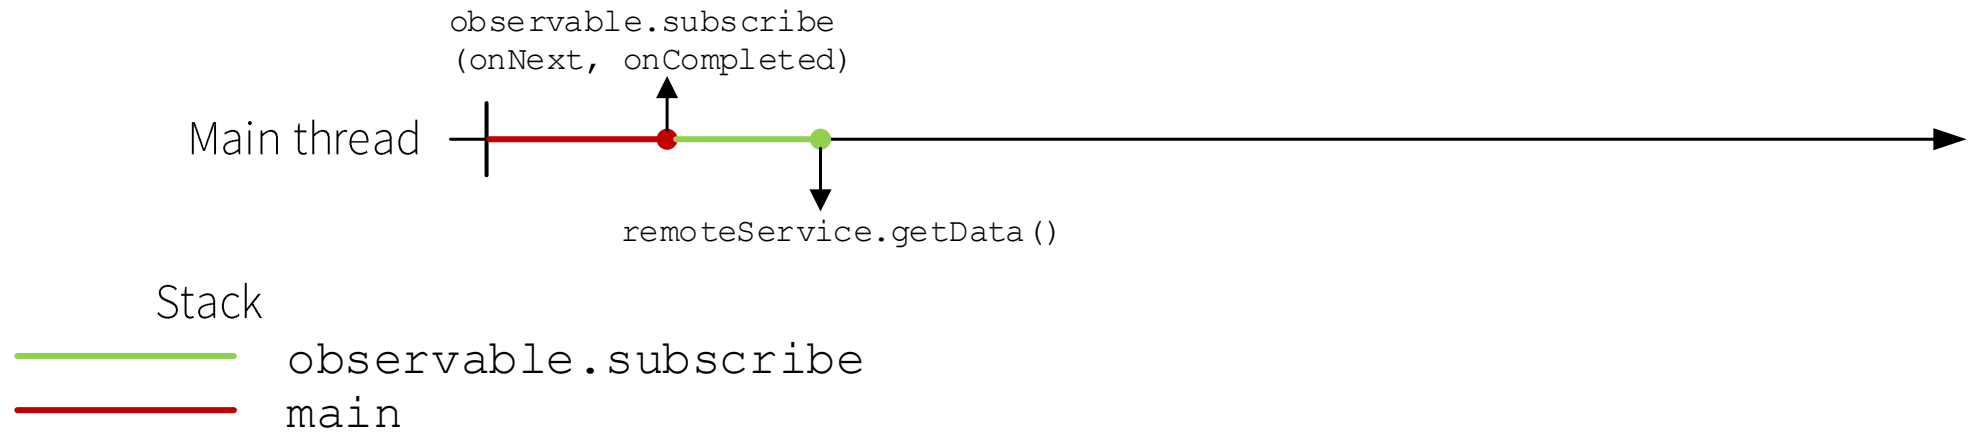 observable.subscribe
(onNext, onCompleted)
Main thread
remoteService.getData()
Stack
observable.subscribe
main